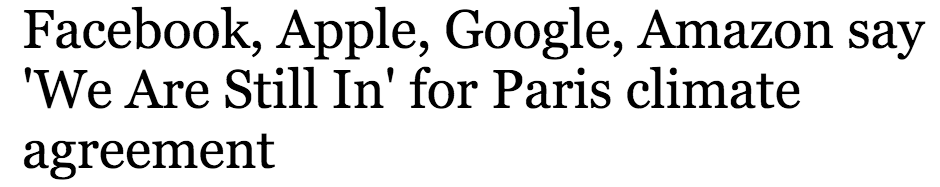 Facebook, Apple, Google, Amazon say
'We Are Still In' for Paris climate
agreement